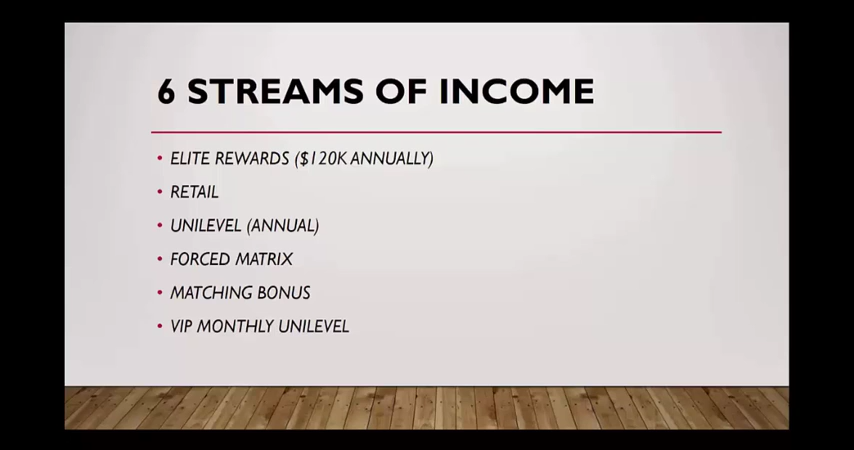 6 STREAMS OF INCOME
• ELITE REWARDS ($120K ANNUALLY)
• RETAIL
• UNILEVEL (ANNUAL)
• FORCED MATRIX
• MATCHING BONUS
• VIP MONTHLY UNILEVEL